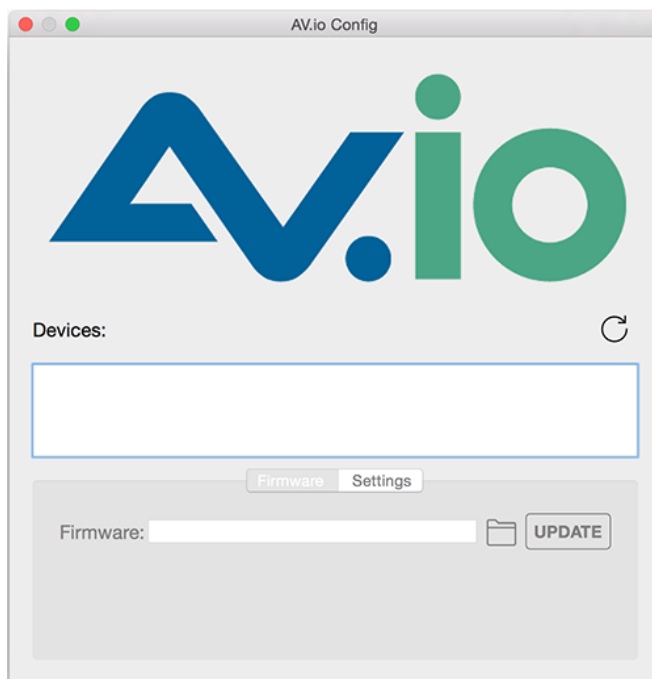 AV.io Config
AV.io
Devices:
Firmware Settings
Firmware: UPDATE